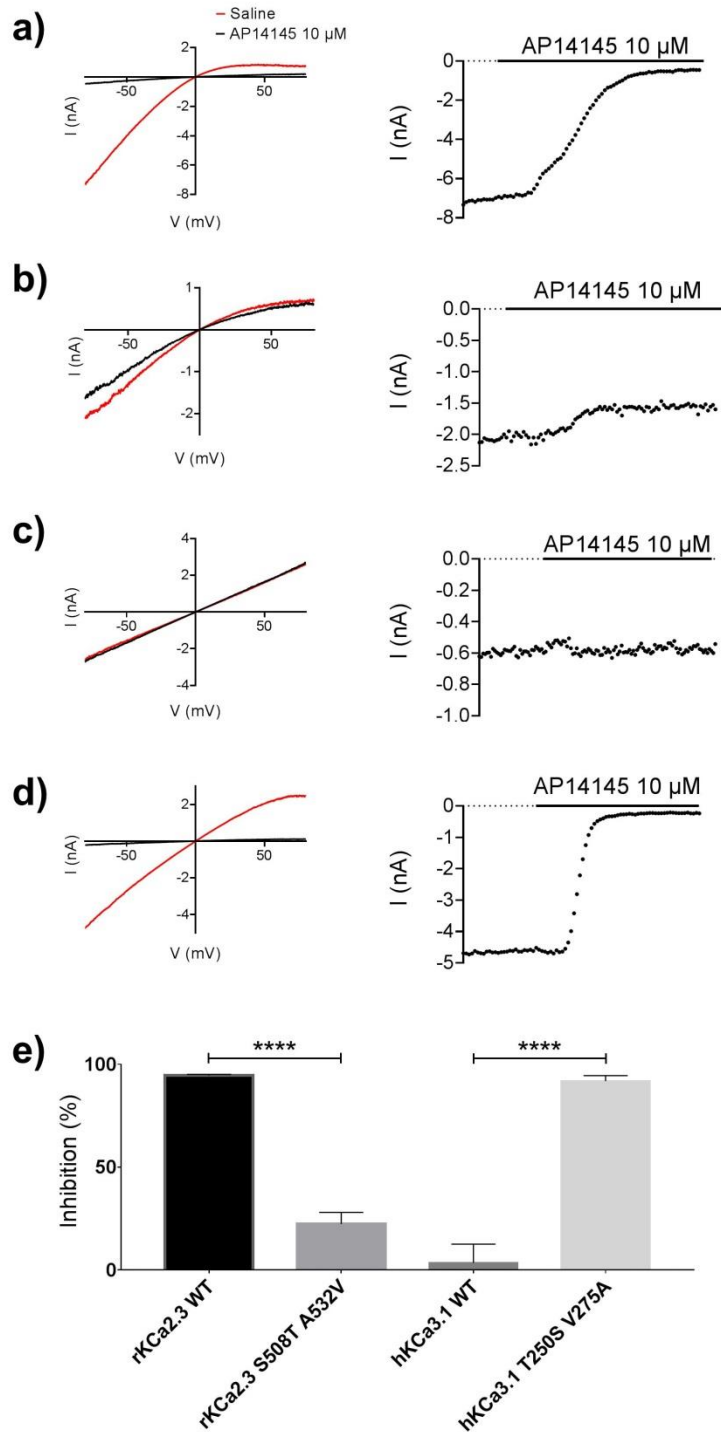 a)
Saline
AP14145 10 µM
2
-50
50
-2
-4
-6
-8
I (nA)
V (mV)
AP14145 10 µM
0
-2
-4
-6
-8
I (nA)
b)
1
-50
50
-1
-2
I (nA)
V (mV)
AP14145 10 µM
0.0
-0.5
-1.0
-1.5
-2.0
-2.5
I (nA)
c)
4
2
-50
50
-2
-4
I (nA)
V (mV)
AP14145 10 µM
0.0
-0.2
-0.4
-0.6
-0.8
-1.0
I (nA)
d)
2
-50
50
-2
-4
I (nA)
V (mV)
AP14145 10 µM
0
-1
-2
-3
-4
-5
I (nA)
e)
**** ****
100
50
0
Inhibition (%)
rKCa2.3 WT
rKCa2.3 S508T A532V
hKCa3.1 WT
hKCa3.1 T250S V275A